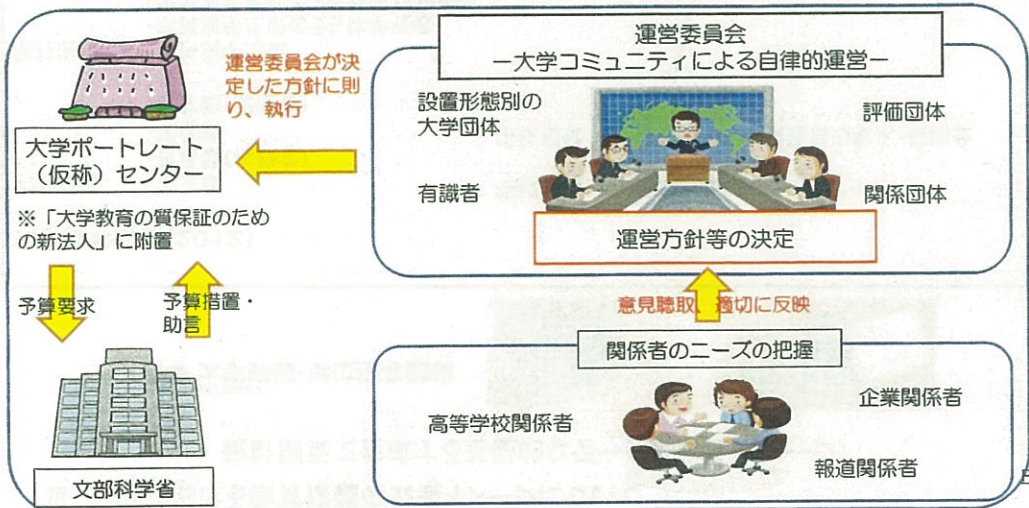 運営委員会
ー大学コミュニティによる自律的運営ー
運営委員会が決
定した方針に則
り、執行
設置形態別の
大学団体
評価団体
有識者
関係団体
運営方針等の決定
大学ポートレート
（仮称）センター
※「大学教育の質保証のため
の新法人」に附置
予算要求
予算措置・
助言
文部科学省
意見聴取、適切に反映
関係者のニーズの把握
高等学校関係者
企業関係者
報道関係者